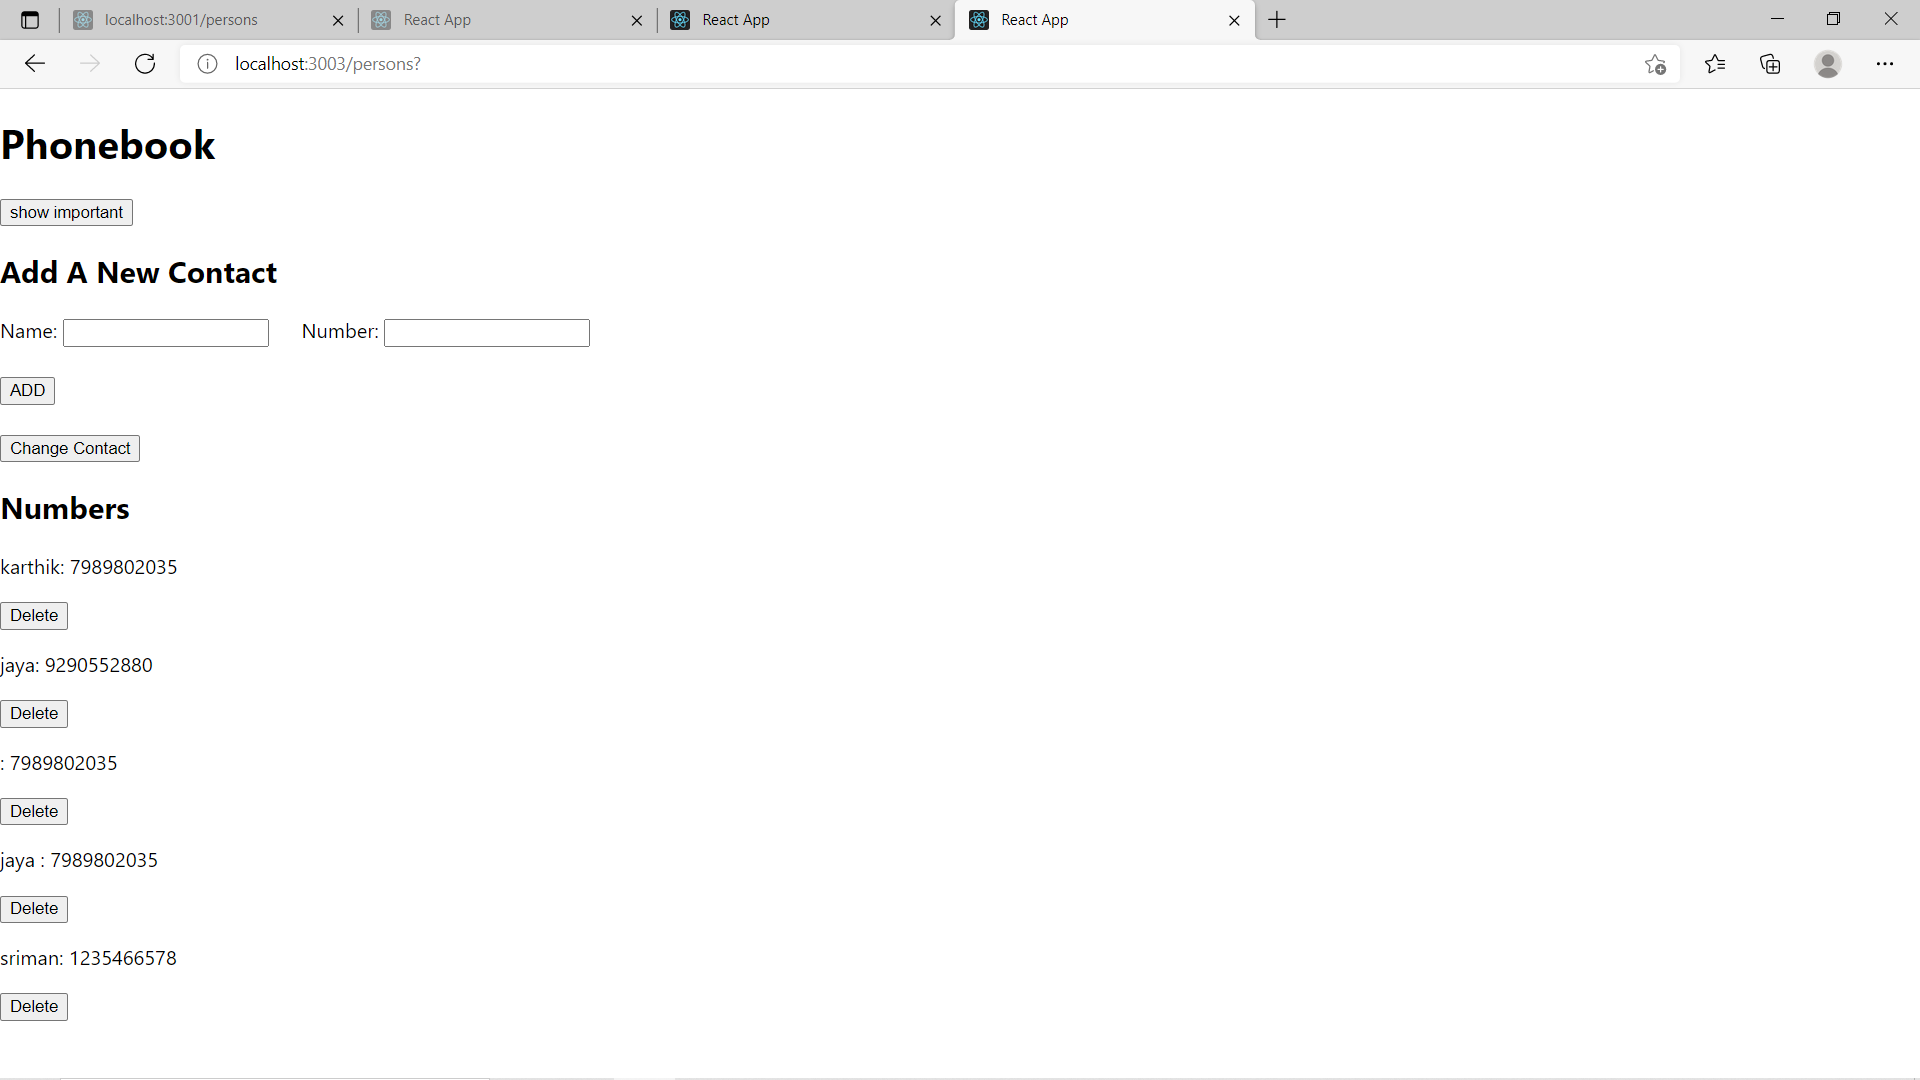 localhost:3001/persons
React App
React App
React App
localhost:3003/persons?
Phonebook
show important
Add A New Contact
Name:
Number:
ADD
Change Contact
Numbers
karthik: 7989802035
Delete
jaya: 9290552880
Delete
: 7989802035
Delete
jaya : 7989802035
Delete
sriman: 1235466578
Delete